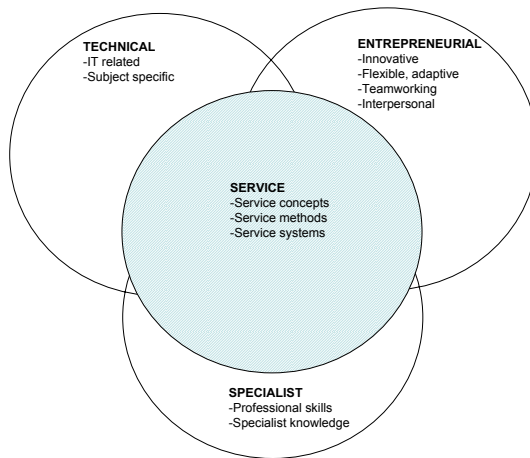 TECHNICAL
-IT related
-Subject specific
ENTREPRENEURIAL
-Innovative
-Flexible, adaptive
-Teamworking
-Interpersonal
SERVICE
-Service concepts
-Service methods
-Service systems
SPECIALIST
-Professional skills
-Specialist knowledge